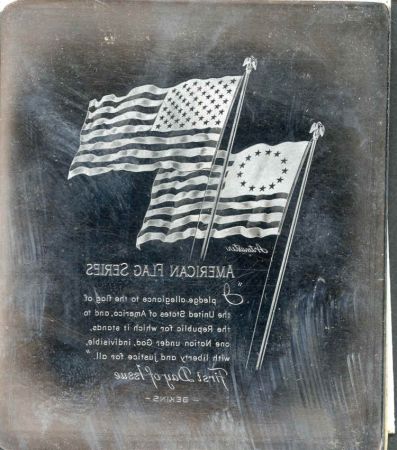 Artmaster
AMERICAN FLAG SERIES
"I
pledge allegiance to the flag of
the United States of America, and to
the Republic for which it stands,
one Nation under God, indivisible,
with liberty and justice for all."
First Day of Issue
- BEKINS -